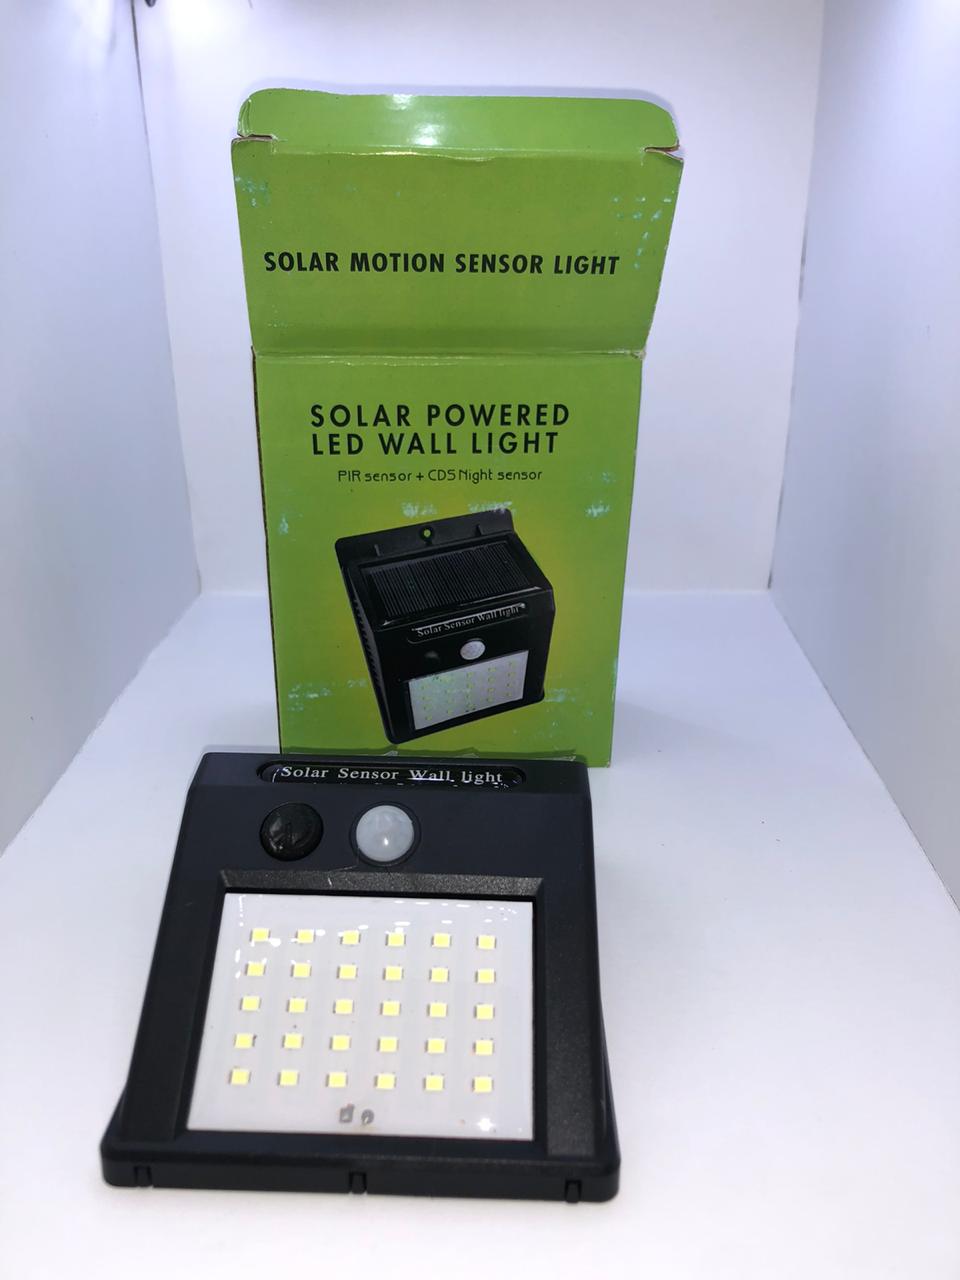 SOLAR MOTION SENSOR LIGHT
SOLAR POWERED
LED WALL LIGHT
PIR sensor + CDS Night sensor
Solar Sensor Wall light
Solar Sensor Wall light